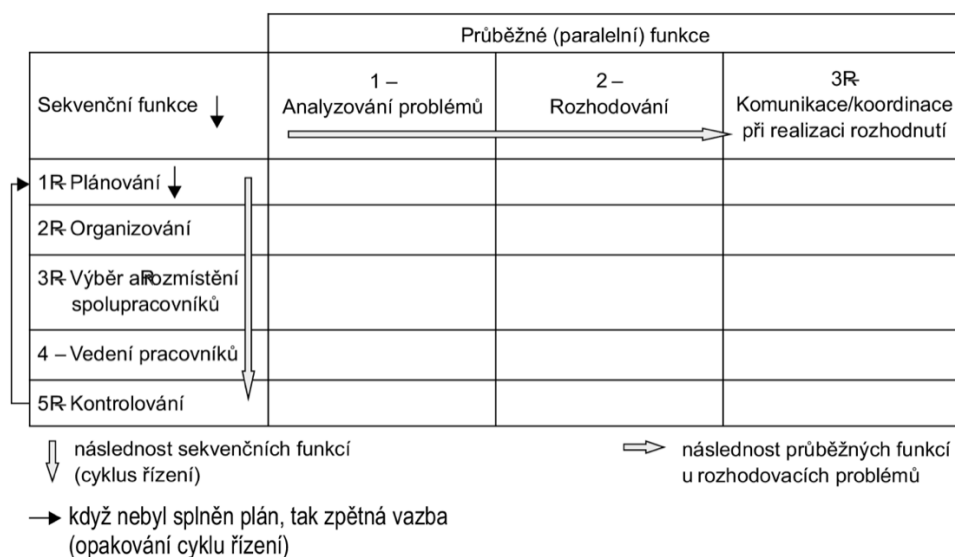 Průběžné (paralelní) funkce
Sekvenční funkce
1 –
Analyzování problémů
2 –
Rozhodování
3R-
Komunikace/koordinace
při realizaci rozhodnutí
1R- Plánování
2R- Organizování
3R- Výběr aRrozmístění
spolupracovníků
4 – Vedení pracovníků
5R- Kontrolování
následnost sekvenčních funkcí
(cyklus řízení)
následnost průběžných funkcí
u rozhodovacích problémů
když nebyl splněn plán, tak zpětná vazba
(opakování cyklu řízení)